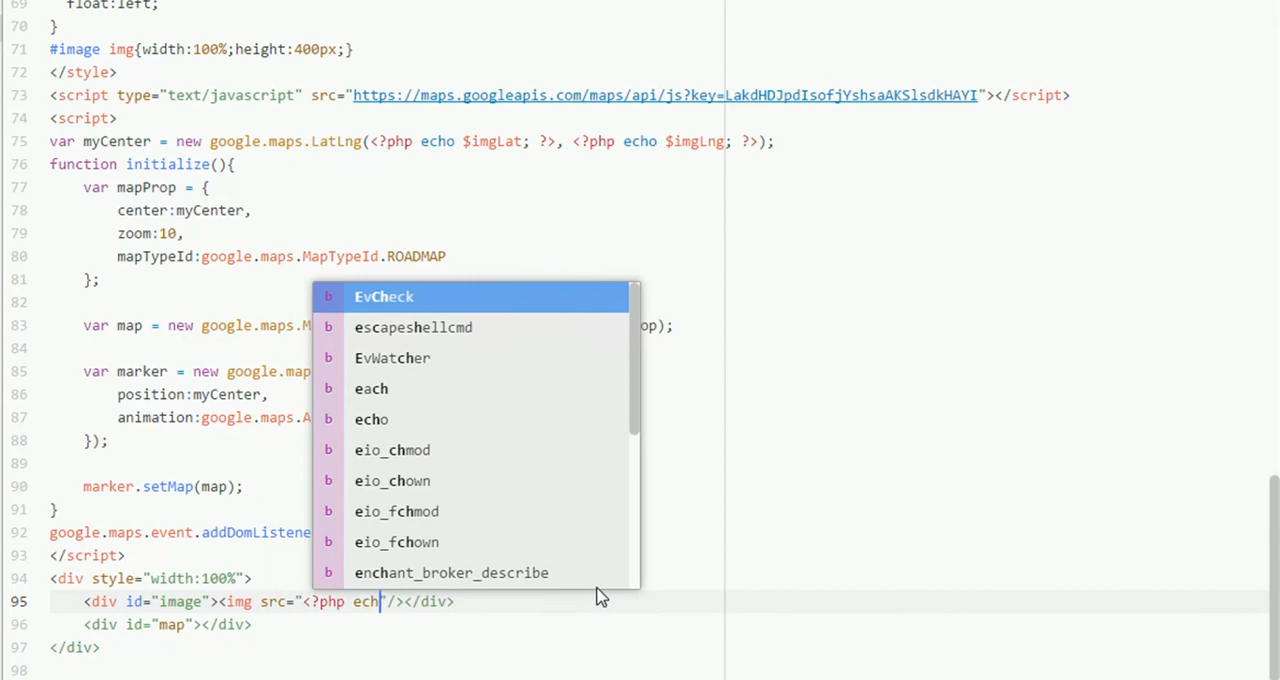 69 float:left;
70 }
71 #image img{width:100%;height:400px;}
72 </style>
73 <script type="text/javascript" src="https://maps.googleapis.com/maps/api/js?key=LakdHDJpdIsofjYshsaAKSlsdkHAYI"></script>
74 <script>
75 var myCenter = new google.maps.LatLng(<?php echo $imgLat; ?>, <?php echo $imgLng; ?>);
76 function initialize(){
77 var mapProp = {
78 center:myCenter,
79 zoom:10,
80 mapTypeId:google.maps.MapTypeId.ROADMAP
81 };
82
83 var map = new google.maps.M op);
84
85 var marker = new google.map
86 position:myCenter,
87 animation:google.maps.A
88 });
89
90 marker.setMap(map);
91 }
92 google.maps.event.addDomListene
93 </script>
94 <div style="width:100%">
95 <div id="image"><img src="<?php ech"/></div>
96 <div id="map"></div>
97 </div>
98
b EvCheck
b escapeshellcmd
b EvWatcher
b each
b echo
b eio_chmod
b eio_chown
b eio_fchmod
b eio_fchown
b enchant_broker_describe